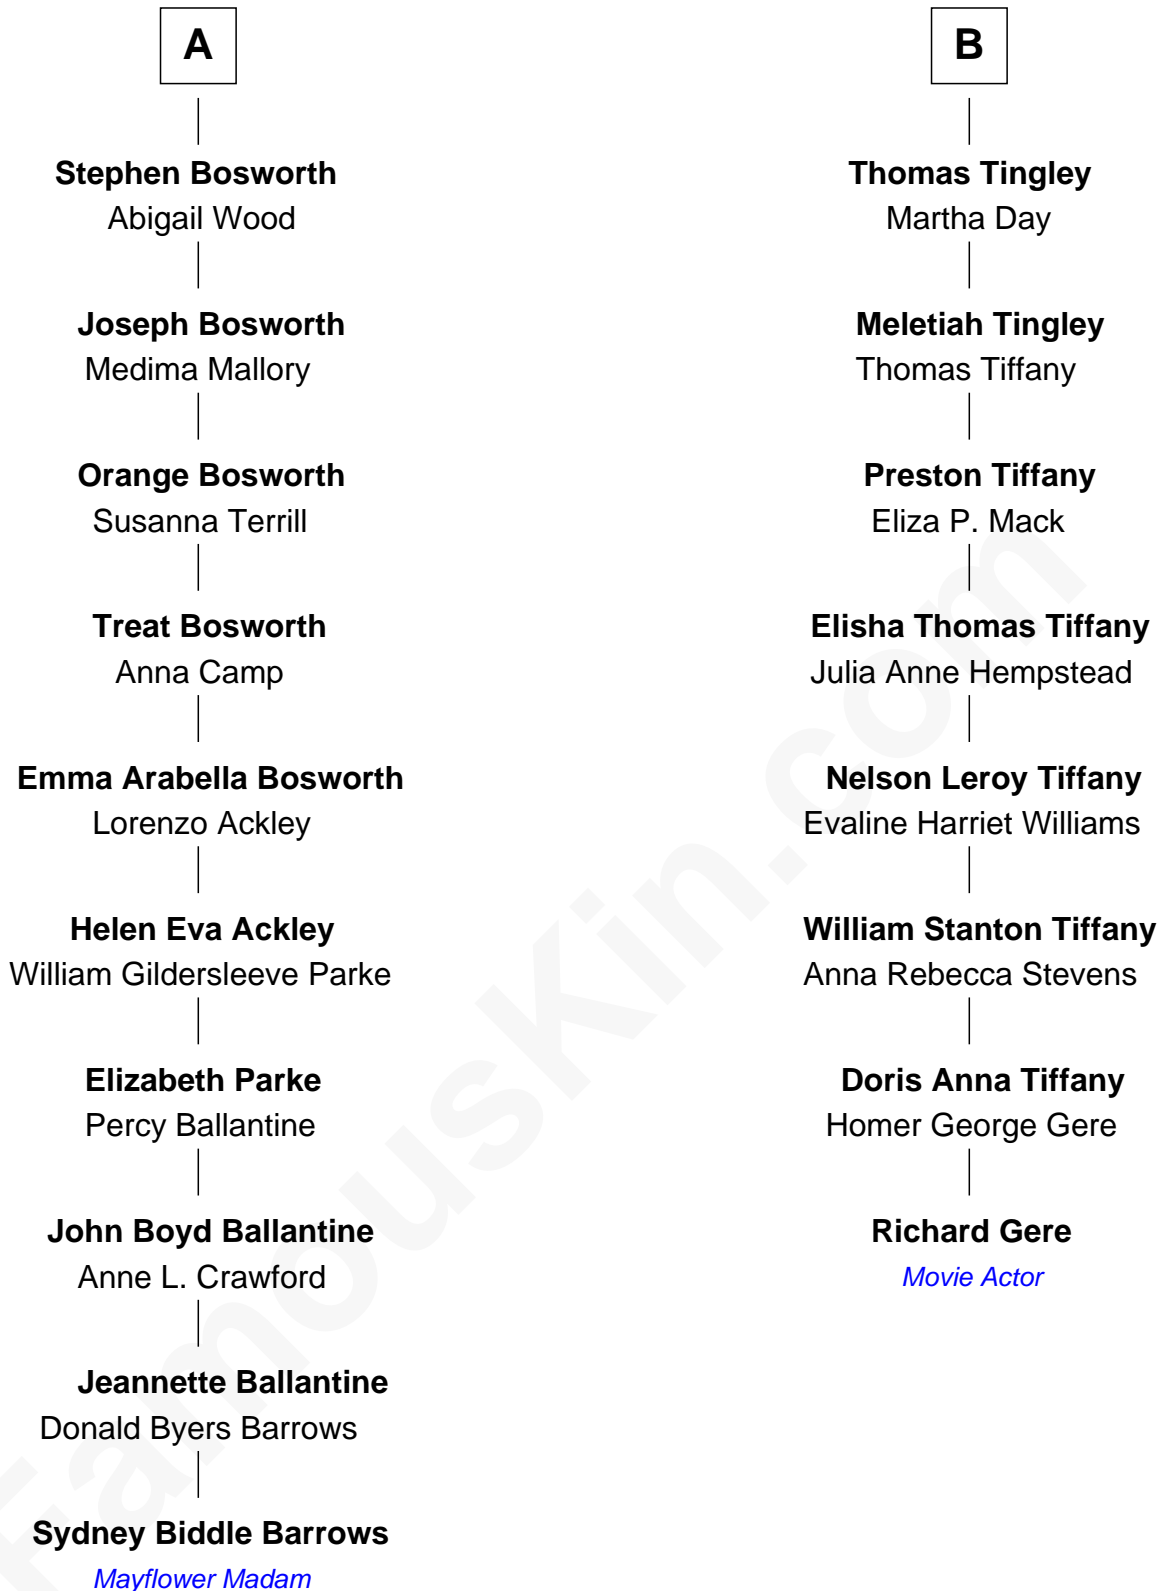 A
Stephen Bosworth
Abigail Wood
Joseph Bosworth
Medima Mallory
Orange Bosworth
Susanna Terrill
Treat Bosworth
Anna Camp
Emma Arabella Bosworth
Lorenzo Ackley
Helen Eva Ackley
William Gildersleeve Parke
Elizabeth Parke
Percy Ballantine
John Boyd Ballantine
Anne L. Crawford
Jeannette Ballantine
Donald Byers Barrows
Sydney Biddle Barrows
Mayflower Madam
B
Thomas Tingley
Martha Day
Meletiah Tingley
Thomas Tiffany
Preston Tiffany
Eliza P. Mack
Elisha Thomas Tiffany
Julia Anne Hempstead
Nelson Leroy Tiffany
Evaline Harriet Williams
William Stanton Tiffany
Anna Rebecca Stevens
Doris Anna Tiffany
Homer George Gere
Richard Gere
Movie Actor
FamousKin.com